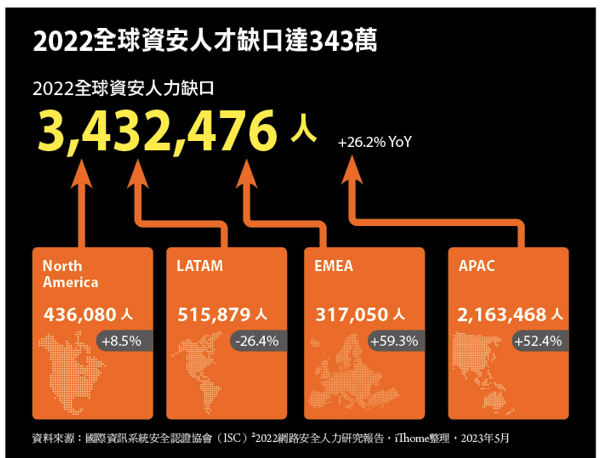 2022全球資安人才缺口達343萬
2022全球資安人力缺口
3,432,476 人
+26.2% YoY
North
America
436,080 人
+8.5%
LATAM
515,879 人
-26.4%
EMEA
317,050 人
+59.3%
APAC
2,163,468 人
+52.4%
資料來源：國際資訊系統安全認證協會（ISC）²2022網路安全人力研究報告，iThome整理，2023年5月